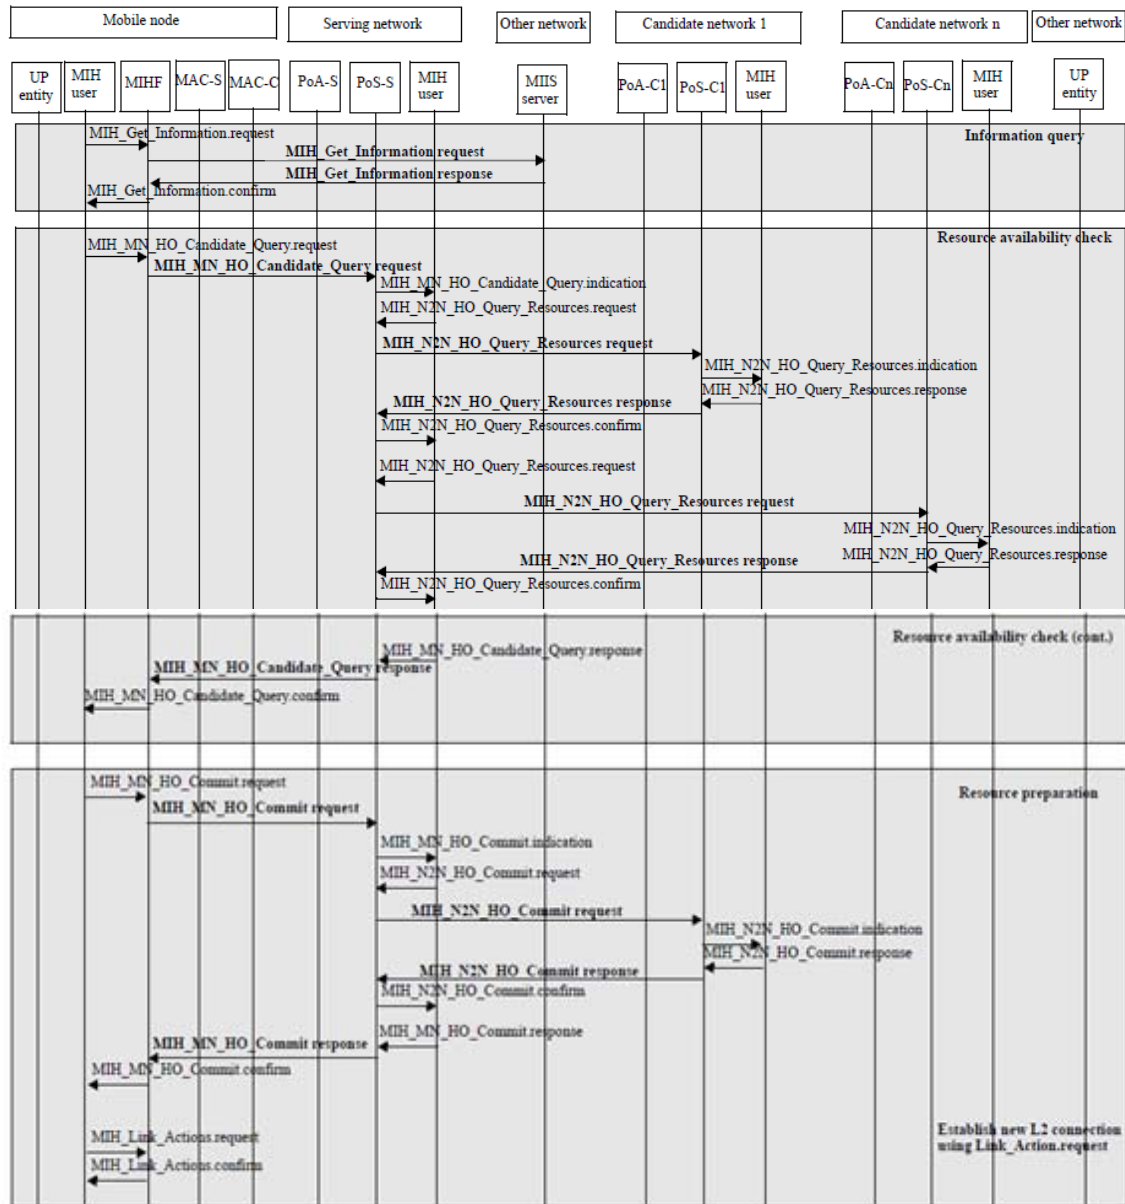 Mobile node
Serving network
Other network
Candidate network 1
Candidate network n
Other network
UP
entity
MIH
user
MIHF
MAC-S
MAC-C
PoA-S
PoS-S
MIH
user
MIIS
server
PoA-C1
PoS-C1
MIH
user
PoA-Cn
PoS-Cn
MIH
user
UP
entity
MIH_Get_Information.request
Information query
MIH_Get_Information request
MIH_Get_Information response
MIH_Get_Information.confirm
Resource availability check
MIH_MN_HO_Candidate_Query.request
MIH_MN_HO_Candidate_Query request
MIH_MN_HO_Candidate_Query.indication
MIH_N2N_HO_Query_Resources.request
MIH_N2N_HO_Query_Resources request
MIH_N2N_HO_Query_Resources.indication
MIH_N2N_HO_Query_Resources.response
MIH_N2N_HO_Query_Resources response
MIH_N2N_HO_Query_Resources.confirm
MIH_N2N_HO_Query_Resources.request
MIH_N2N_HO_Query_Resources request
MIH_N2N_HO_Query_Resources.indication
MIH_N2N_HO_Query_Resources.response
MIH_N2N_HO_Query_Resources response
MIH_N2N_HO_Query_Resources.confirm
Resource availability check (cont.)
MIH_MN_HO_Candidate_Query.response
MIH_MN_HO_Candidate_Query response
MIH_MN_HO_Candidate_Query.confirm
MIH_MN_HO_Commit.request
Resource preparation
MIH_MN_HO_Commit request
MIH_MN_HO_Commit.indication
MIH_N2N_HO_Commit.request
MIH_N2N_HO_Commit request
MIH_N2N_HO_Commit.indication
MIH_N2N_HO_Commit.response
MIH_N2N_HO_Commit response
MIH_N2N_HO_Commit.confirm
MIH_MN_HO_Commit.response
MIH_MN_HO_Commit response
MIH_MN_HO_Commit.confirm
Establish new L2 connection
using Link_Action.request
MIH_Link_Actions.request
MIH_Link_Actions.confirm